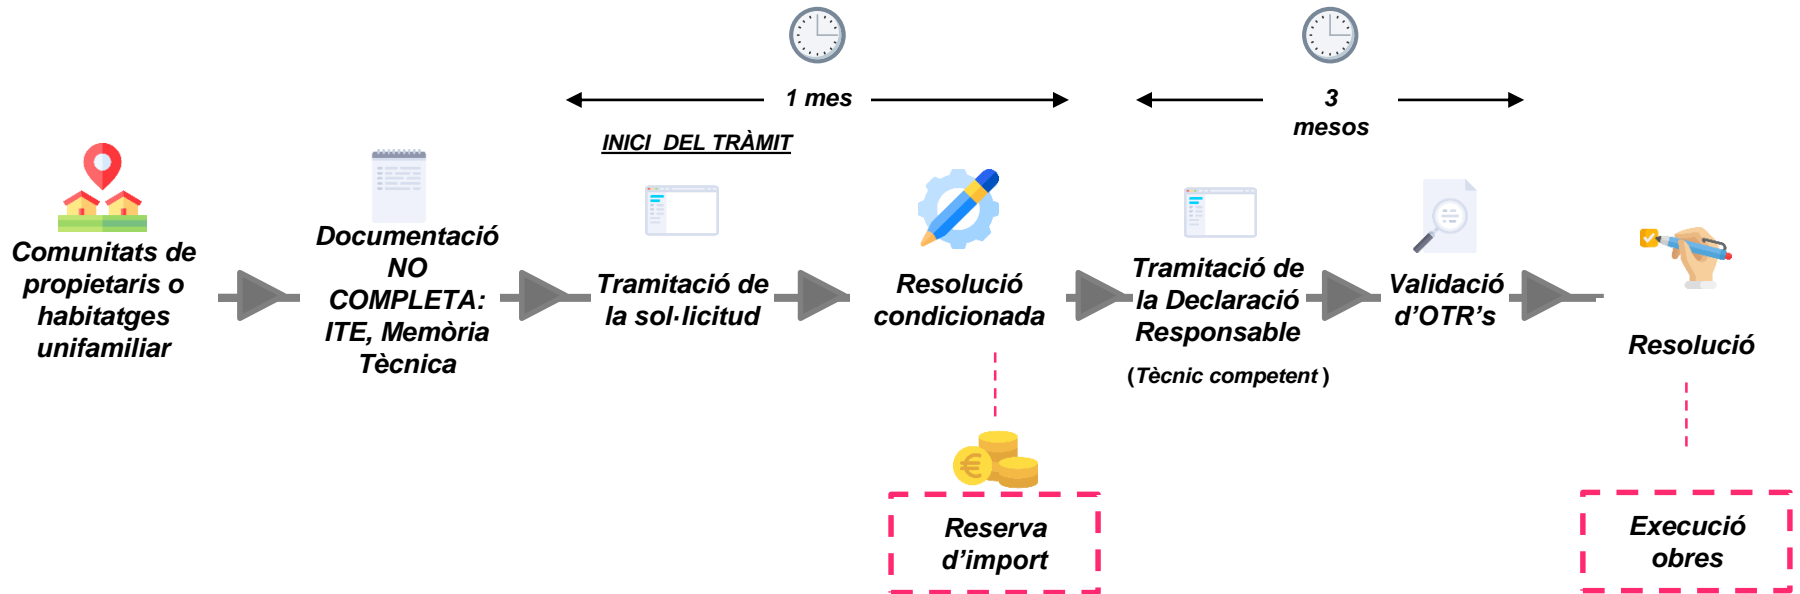 1 mes
3
mesos
INICI DEL TRÀMIT
Comunitats de
propietaris o
habitatges
unifamiliar
Documentació
NO
COMPLETA:
ITE, Memòria
Tècnica
Tramitació de
la sol·licitud
Resolució
condicionada
Tramitació de
la Declaració
Responsable
(Tècnic competent )
Validació
d’OTR’s
Resolució
Reserva
d’import
Execució
obres